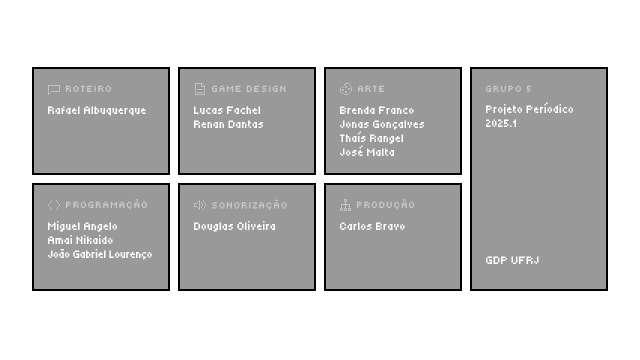 ROTEIRO
Rafael Albuquerque
GAME DESIGN
Lucas Fachel
Renan Dantas
ARTE
Brenda Franco
Jonas Gonçalves
Thaís Rangel
José Malta
GRUPO 5
Projeto Períodico
2025.1
GDP UFRJ
PROGRAMAÇÃO
Miguel Angelo
Amai Nikaido
João Gabriel Lourenço
SONORIZAÇÃO
Douglas Oliveira
PRODUÇÃO
Carlos Bravo